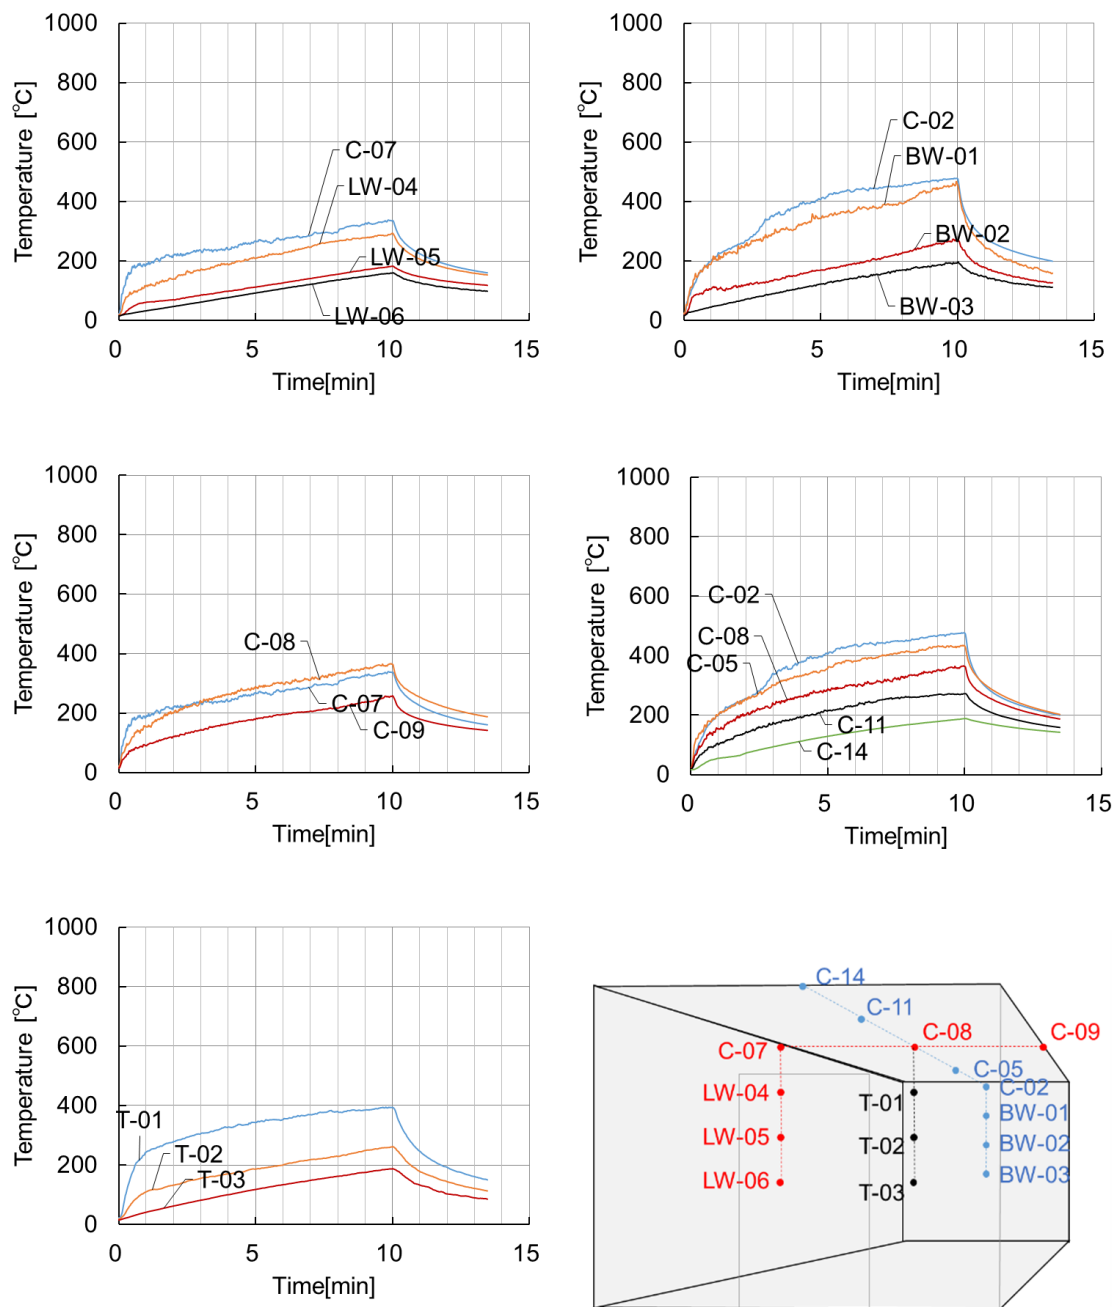 1000
800
600
400
200
0
Temperature [℃]
C-07
LW-04
LW-05
LW-06
0 5 10 15
Time[min]
1000
800
600
400
200
0
Temperature [℃]
C-02
BW-01
BW-02
BW-03
0 5 10 15
Time[min]
1000
800
600
400
200
0
Temperature [℃]
C-08
C-07
C-09
0 5 10 15
Time[min]
1000
800
600
400
200
0
Temperature [℃]
C-02
C-08
C-05
C-11
C-14
0 5 10 15
Time[min]
1000
800
600
400
200
0
Temperature [℃]
T-01
T-02
T-03
0 5 10 15
Time[min]
C-14
C-11
C-08 C-09
C-07
C-05
C-02
LW-04 T-01 BW-01
LW-05 T-02 BW-02
LW-06 T-03 BW-03